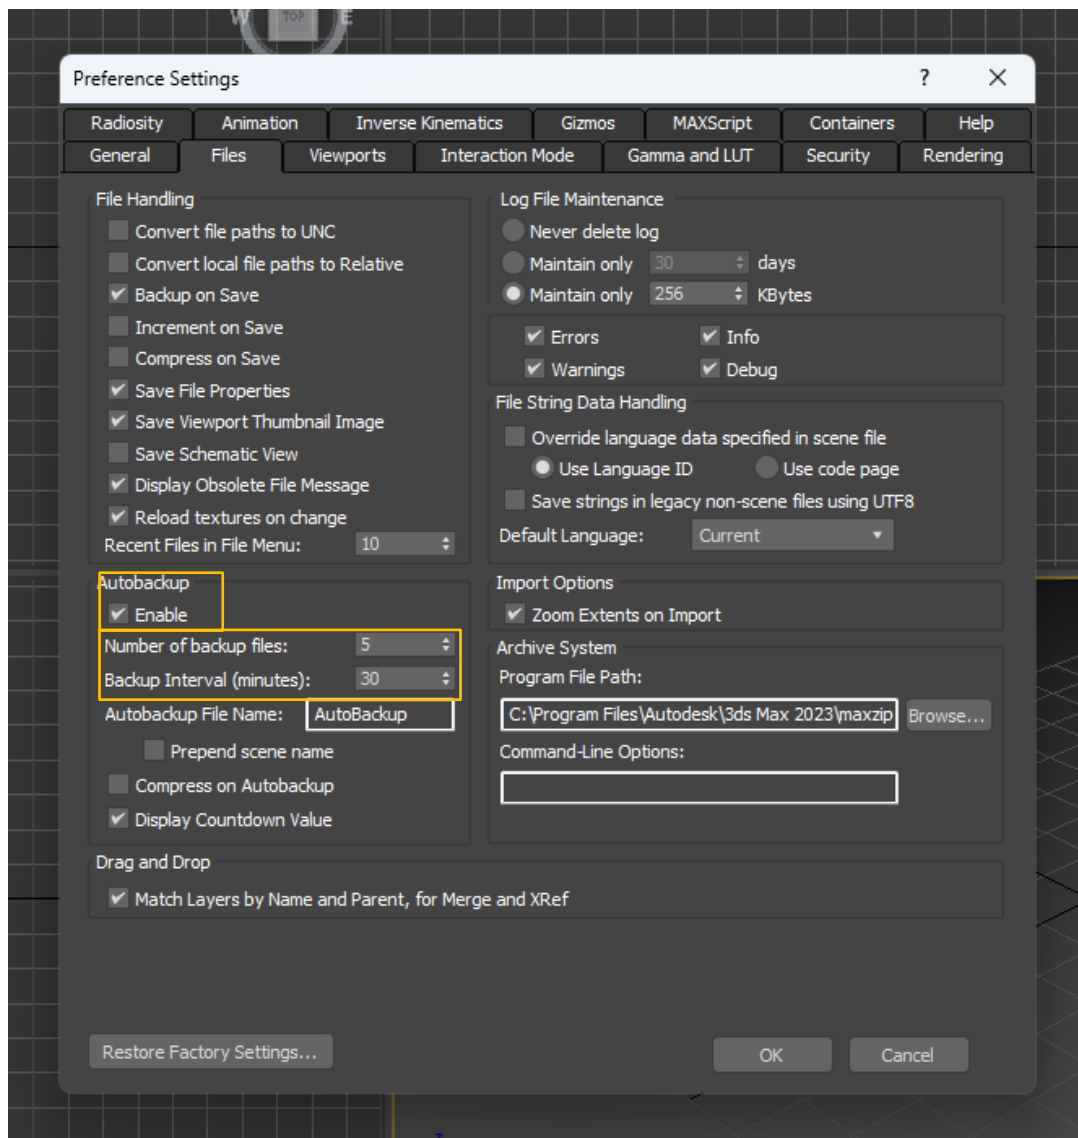 W TOP E
Preference Settings ?
Radiosity Animation Inverse Kinematics Gizmos MAXScript Containers Help
General Files Viewports Interaction Mode Gamma and LUT Security Rendering
File Handling
Convert file paths to UNC
Convert local file paths to Relative
Backup on Save
Increment on Save
Compress on Save
Save File Properties
Save Viewport Thumbnail Image
Save Schematic View
Display Obsolete File Message
Reload textures on change
Recent Files in File Menu: 10
Autobackup
Enable
Number of backup files: 5
Backup Interval (minutes): 30
Autobackup File Name: AutoBackup
Prepend scene name
Compress on Autobackup
Display Countdown Value
Log File Maintenance
Never delete log
Maintain only 30 days
Maintain only 256 KBytes
Errors Info
Warnings Debug
File String Data Handling
Override language data specified in scene file
Use Language ID Use code page
Save strings in legacy non-scene files using UTF8
Default Language: Current
Import Options
Zoom Extents on Import
Archive System
Program File Path:
C:\Program Files\Autodesk\3ds Max 2023\maxzip Browse...
Command-Line Options:
Drag and Drop
Match Layers by Name and Parent, for Merge and XRef
Restore Factory Settings... OK Cancel